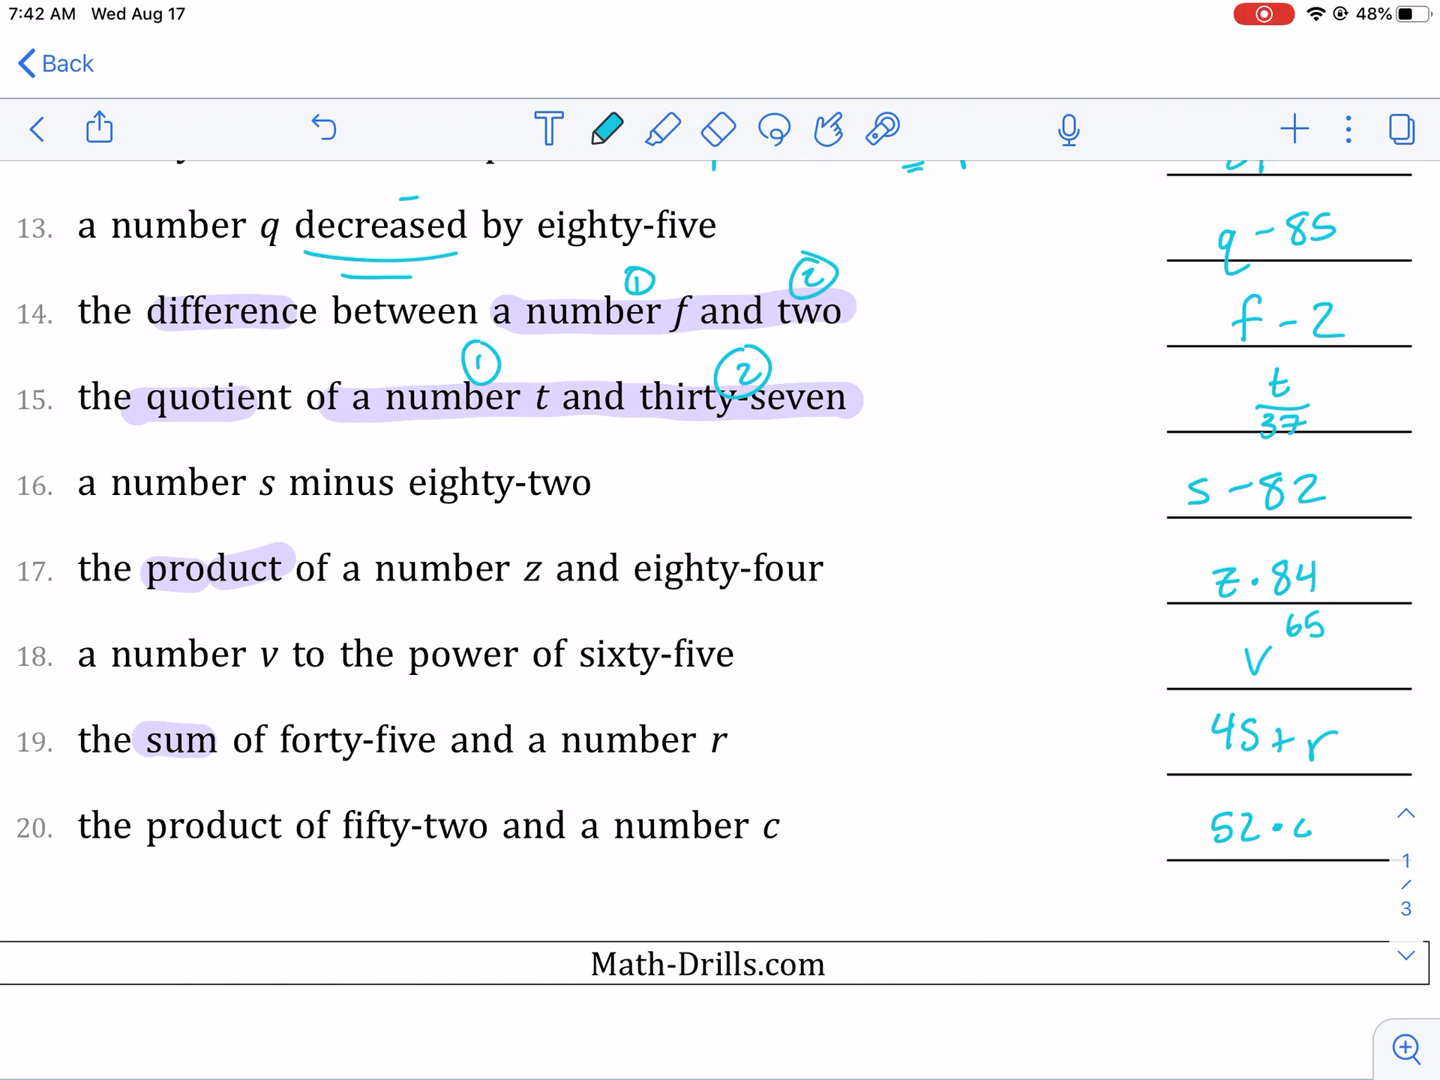 7:42 AM Wed Aug 17 48%
Back
13. a number q decreased by eighty-five q - 85
14. the difference between a number f and two f - 2
1 2
15. the quotient of a number t and thirty-seven t/37
1 2
16. a number s minus eighty-two s - 82
17. the product of a number z and eighty-four z · 84
18. a number v to the power of sixty-five v^65
19. the sum of forty-five and a number r 45 + r
20. the product of fifty-two and a number c 52 · c
1
/
3
Math-Drills.com